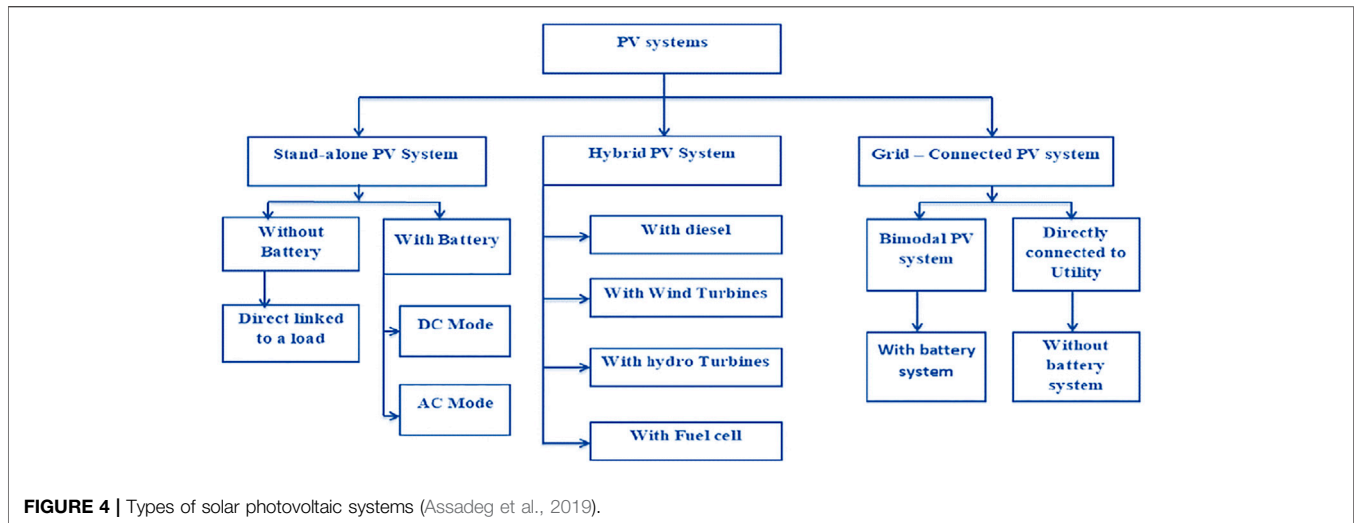 PV systems
Stand-alone PV System
Hybrid PV System
Grid – Connected PV system
Without
Battery
With Battery
Direct linked
to a load
DC Mode
AC Mode
With diesel
With Wind Turbines
With hydro Turbines
With Fuel cell
Bimodal PV
system
Directly
connected to
Utility
With battery
system
Without
battery
system
FIGURE 4 | Types of solar photovoltaic systems (Assadeg et al., 2019).